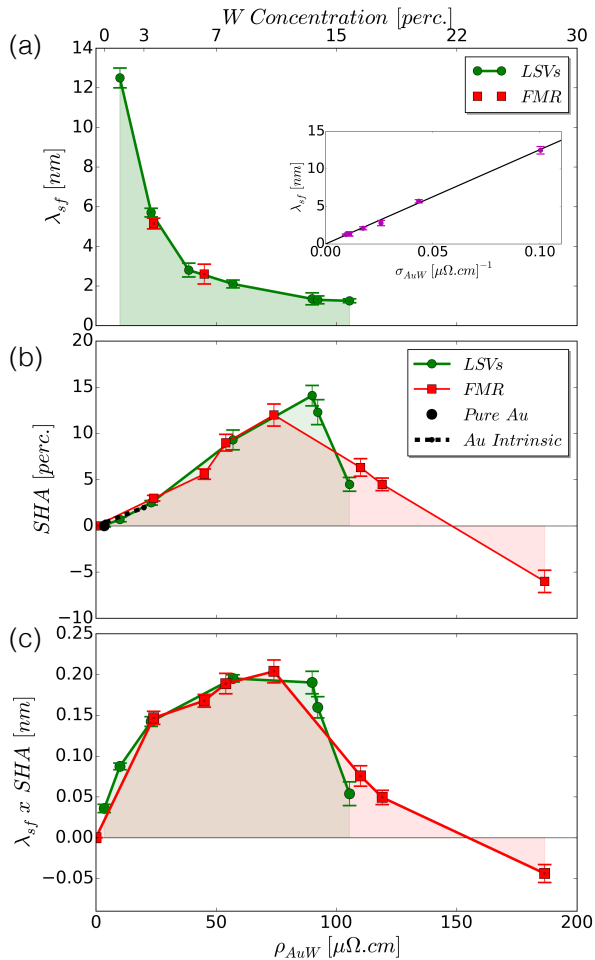 W Concentration [perc.]
0 3 7 15 22 30
(a)
14
12
10
8
6
4
2
0
λsf [nm]
LSVs
FMR
15
10
5
0
λsf [nm]
0.00 0.05 0.10
σAuW [μΩ.cm)⁻¹
(b)
20
15
10
5
0
−5
−10
SHA [perc.]
LSVs
FMR
Pure Au
Au Intrinsic
(c)
0.25
0.20
0.15
0.10
0.05
0.00
−0.05
λsf x SHA [nm]
0 50 100 150 200
ρAuW [μΩ.cm]